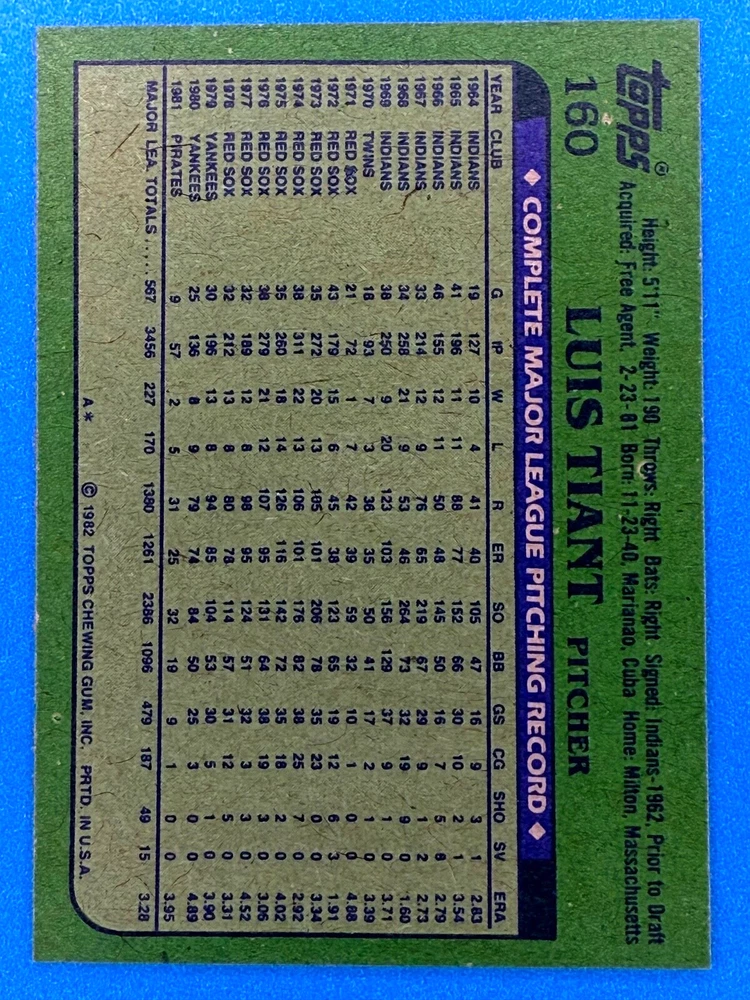 topps®
160
LUIS TIANT PITCHER
Height: 5'11" Weight: 190 Throws: Right Bats: Right Signed: Indians-1962, Prior to Draft
Acquired: Free Agent, 2-23-81 Born: 11-23-40, Marianao, Cuba Home: Milton, Massachusetts
♦ COMPLETE MAJOR LEAGUE PITCHING RECORD ♦
YEAR CLUB G IP W L R ER SO BB GS CG SHO SV ERA
1964 INDIANS 19 127 10 4 41 40 105 47 16 9 3 1 2.83
1965 INDIANS 41 196 11 11 88 77 152 66 30 10 2 1 3.54
1966 INDIANS 46 155 12 11 50 48 145 50 16 7 5 8 2.79
1967 INDIANS 33 214 12 9 76 65 219 67 29 9 1 2 2.73
1968 INDIANS 34 258 21 9 53 46 264 73 32 19 9 0 1.60
1969 INDIANS 38 250 9 20 123 103 156 129 37 9 1 0 3.71
1970 TWINS 18 93 7 3 36 35 50 41 17 2 1 0 3.39
1971 RED SOX 21 72 1 7 42 39 59 32 10 1 0 0 4.88
1972 RED SOX 43 179 15 6 45 38 123 65 19 12 6 3 1.91
1973 RED SOX 35 272 20 13 105 101 206 78 35 23 0 0 3.34
1974 RED SOX 38 311 22 13 106 101 176 82 38 25 7 0 2.92
1975 RED SOX 35 260 18 14 126 116 142 72 35 18 2 0 4.02
1976 RED SOX 38 279 21 12 107 95 131 64 38 19 3 0 3.06
1977 RED SOX 32 189 12 8 98 95 124 51 32 3 3 0 4.52
1978 RED SOX 32 212 13 8 80 78 114 57 31 12 5 0 3.31
1979 YANKEES 30 196 13 8 94 85 104 53 30 5 1 0 3.90
1980 YANKEES 25 136 8 9 79 74 84 50 25 3 0 0 4.89
1981 PIRATES 9 57 2 5 31 25 32 19 9 1 0 0 3.95
MAJOR LEA. TOTALS ..... 567 3456 227 170 1380 1261 2386 1096 479 187 49 15 3.28
A* © 1982 TOPPS CHEWING GUM, INC. PRTD. IN U.S.A.